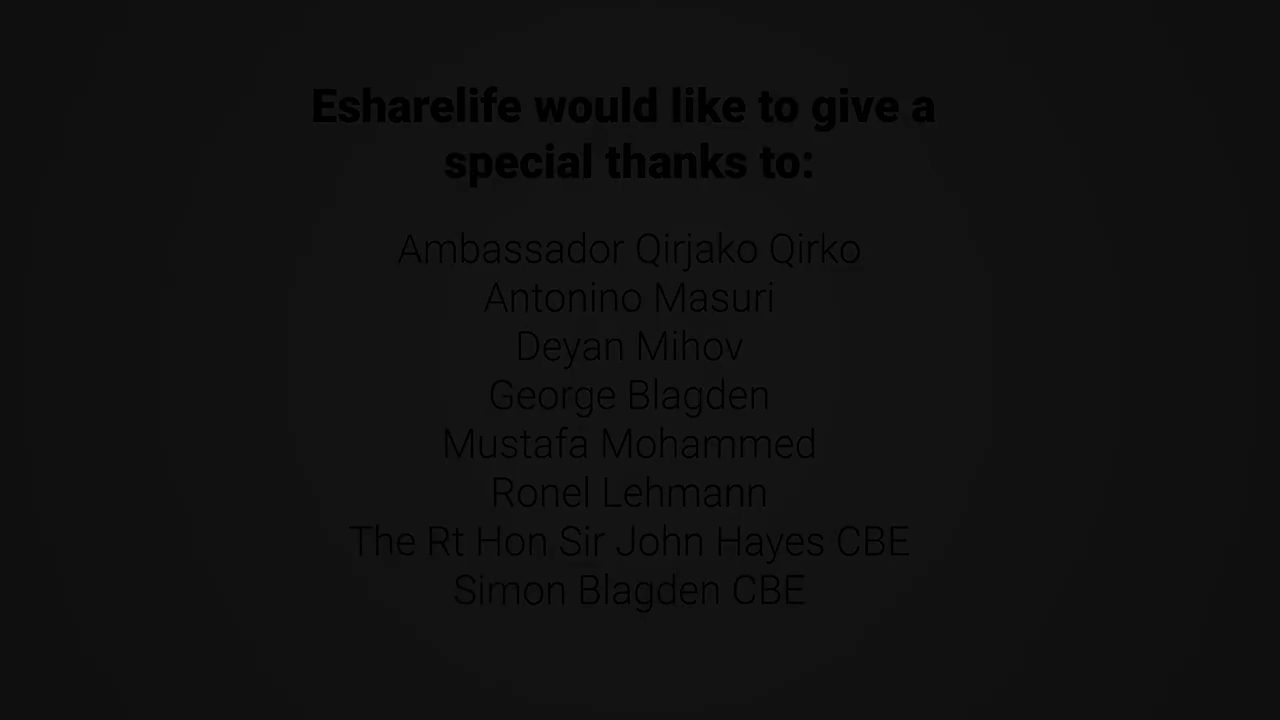 Esharelife would like to give a
special thanks to:
Ambassador Qirjako Qirko
Antonino Masuri
Deyan Mihov
George Blagden
Mustafa Mohammed
Ronel Lehmann
The Rt Hon Sir John Hayes CBE
Simon Blagden CBE